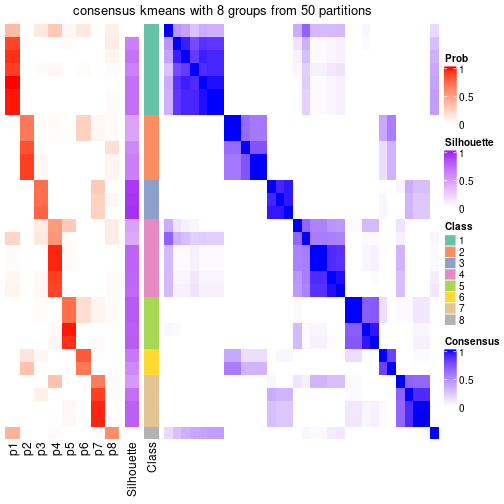 consensus kmeans with 8 groups from 50 partitions
Prob
1
0.5
0
Silhouette
1
0.5
0
Class
1
2
3
4
5
6
7
8
Consensus
1
0.5
0
p1
p2
p3
p4
p5
p6
p7
p8
Silhouette
Class